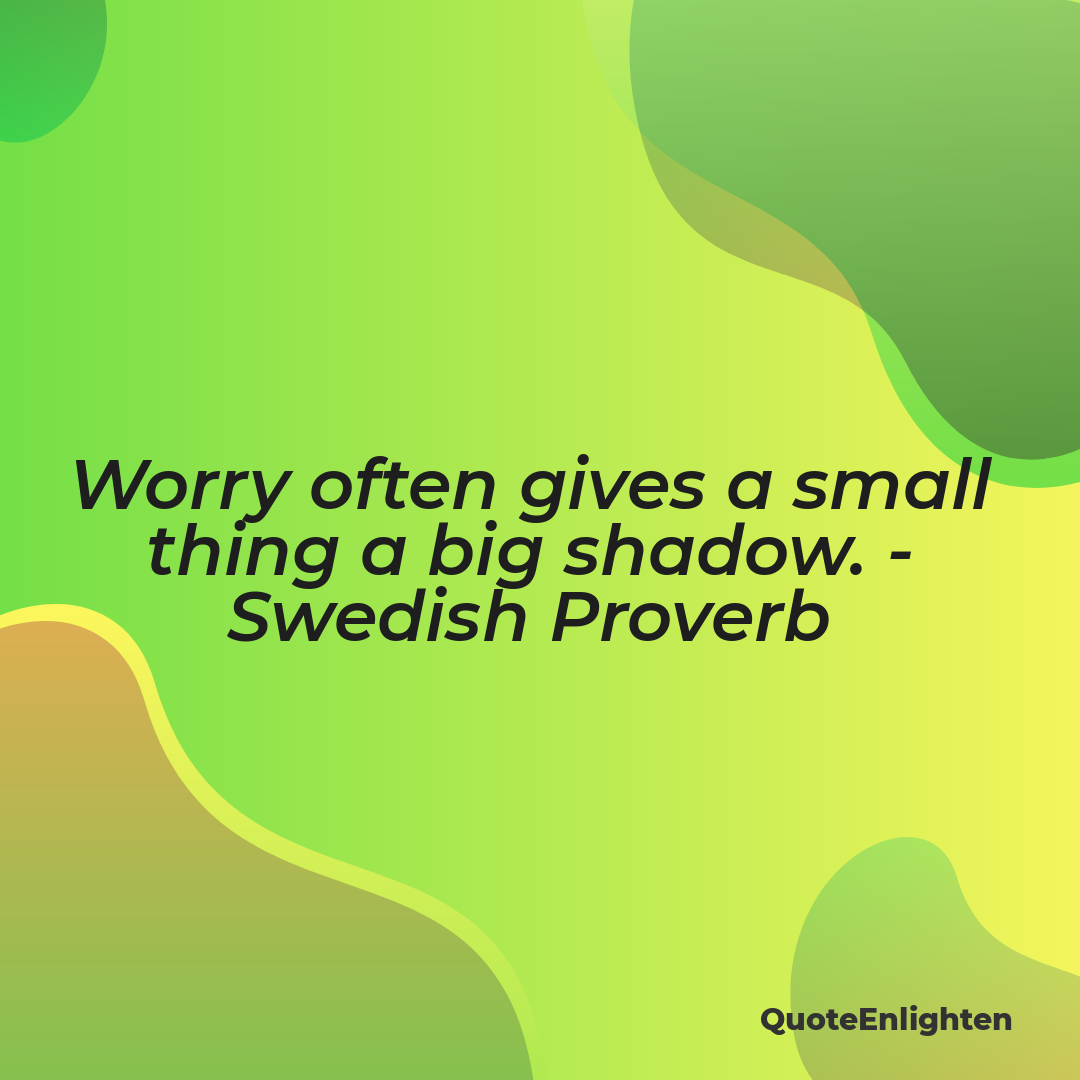 Worry often gives a small
thing a big shadow. -
Swedish Proverb
QuoteEnlighten